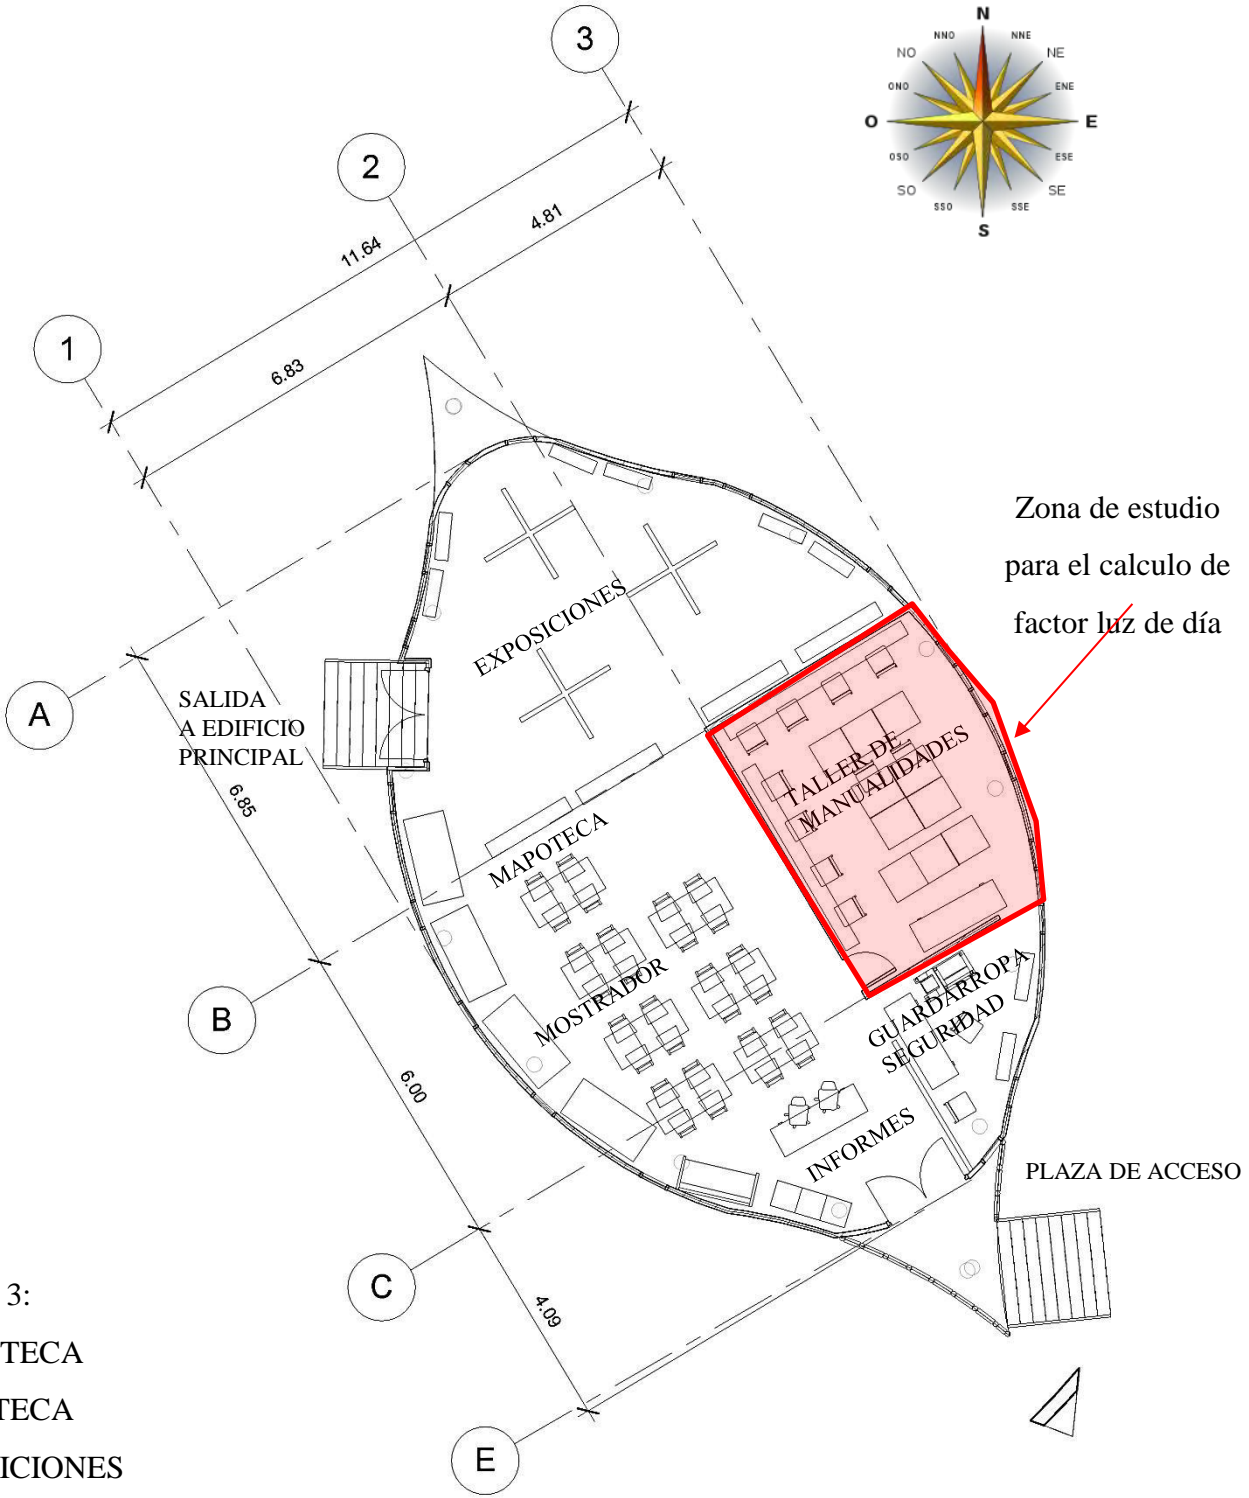 3
2
1
N
NNO
NNE
NO
NE
ONO
ENE
O
E
OSO
ESE
SO
SE
SSO
SSE
S
4.81
11.64
6.83
Zona de estudio
para el calculo de
factor luz de día
EXPOSICIONES
A
SALIDA
A EDIFICIO
PRINCIPAL
TALLER DE
MANUALIDADES
6.85
MAPOTECA
MOSTRADOR
B
GUARDARROPA
SEGURIDAD
6.00
INFORMES
PLAZA DE ACCESO
C
4.09
3:
TECA
TECA
ICIONES
E